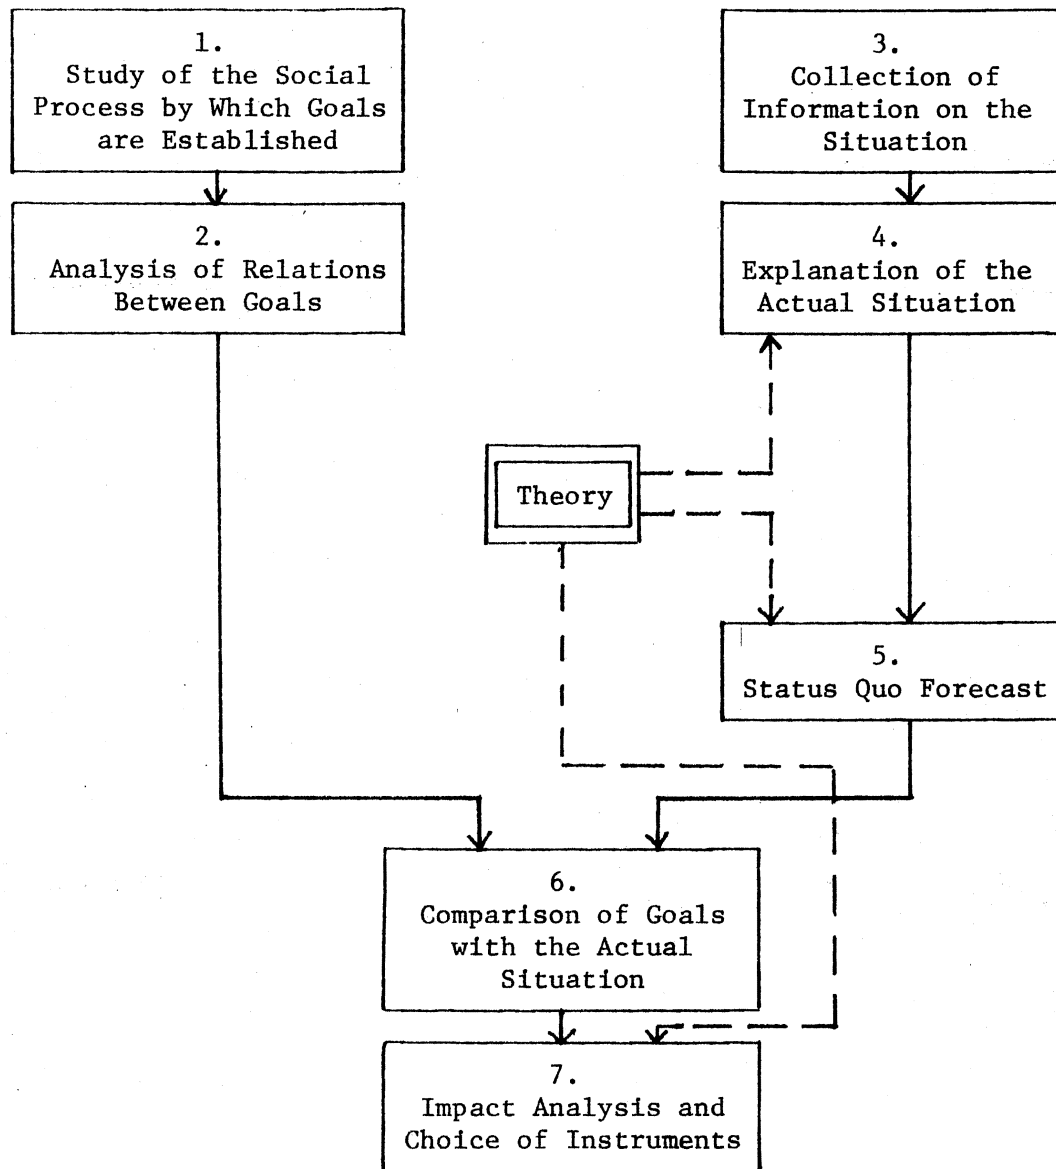 1.
Study of the Social
Process by Which Goals
are Established
2.
Analysis of Relations
Between Goals
3.
Collection of
Information on the
Situation
4.
Explanation of the
Actual Situation
Theory
5.
Status Quo Forecast
6.
Comparison of Goals
with the Actual
Situation
7.
Impact Analysis and
Choice of Instruments